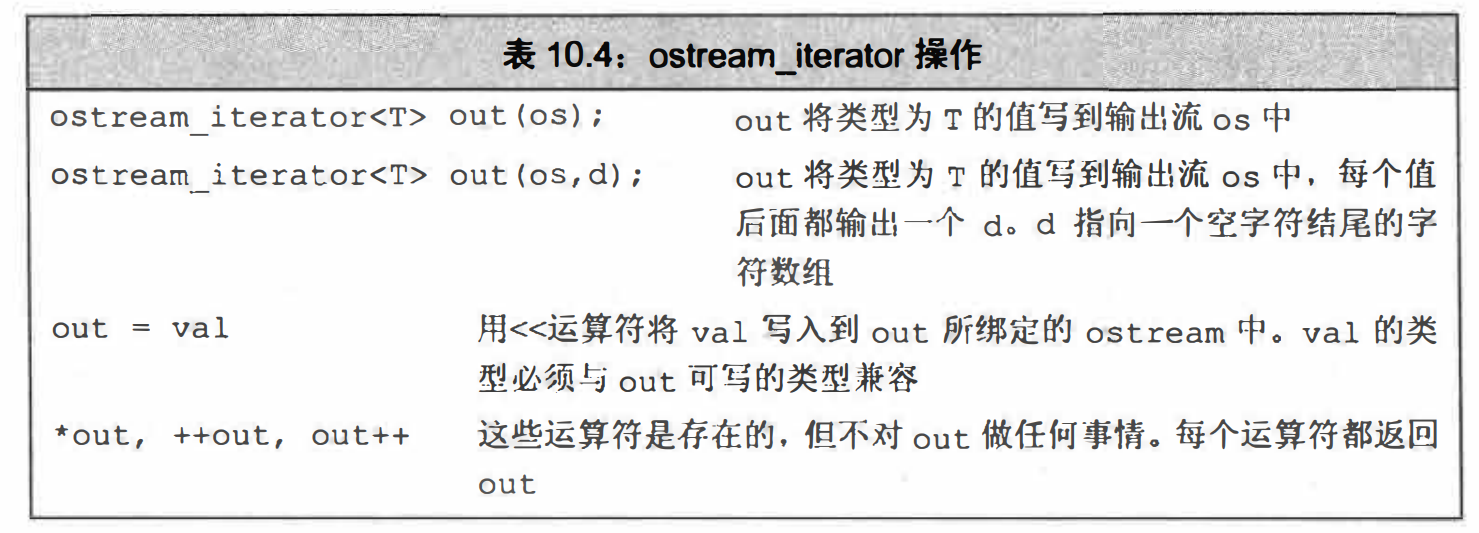 表 10.4：ostream_iterator 操作
ostream_iterator<T> out(os); out 将类型为 T 的值写到输出流 os 中
ostream_iterator<T> out(os,d); out 将类型为 T 的值写到输出流 os 中，每个值
后面都输出一个 d。d 指向一个空字符结尾的字
符数组
out = val 用<<运算符将 val 写入到 out 所绑定的 ostream 中。val 的类
型必须与 out 可写的类型兼容
*out, ++out, out++ 这些运算符是存在的，但不对 out 做任何事情。每个运算符都返回
out